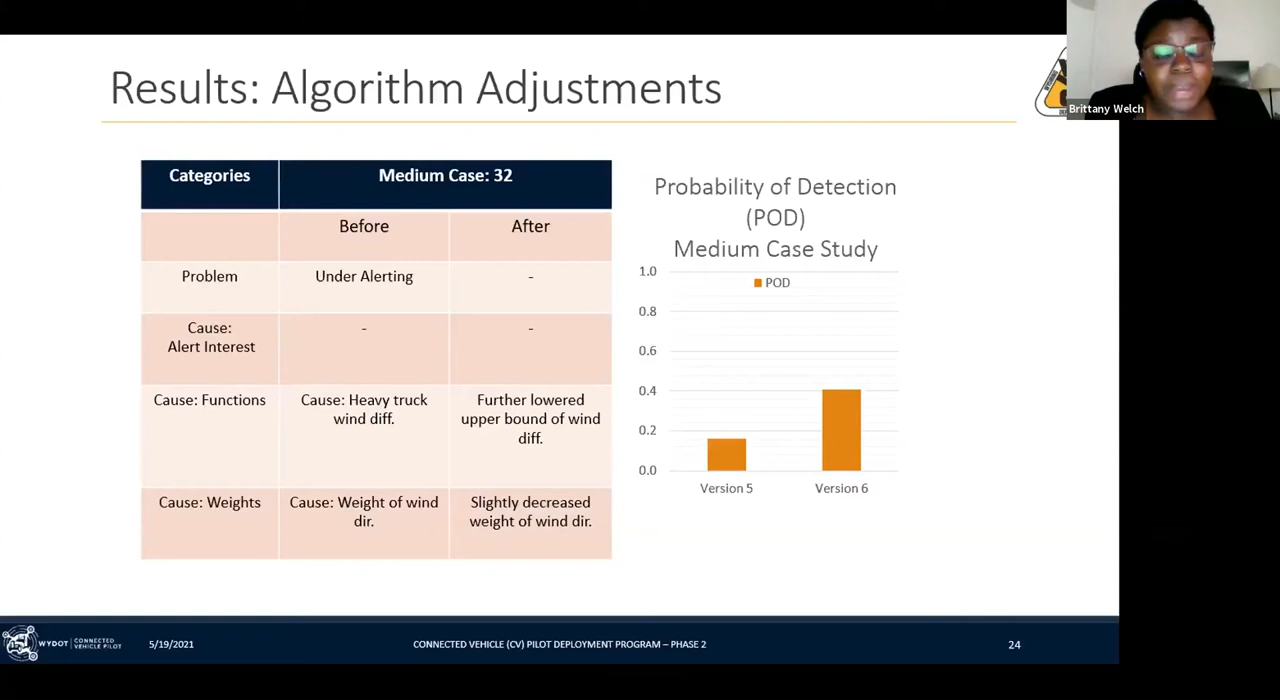 Results: Algorithm Adjustments
Brittany Welch
Categories
Medium Case: 32
Before
After
Problem
Under Alerting
-
Cause:
Alert Interest
-
-
Cause: Functions
Cause: Heavy truck
wind diff.
Further lowered
upper bound of wind
diff.
Cause: Weights
Cause: Weight of wind
dir.
Slightly decreased
weight of wind dir.
Probability of Detection
(POD)
Medium Case Study
POD
1.0
0.8
0.6
0.4
0.2
0.0
Version 5
Version 6
WYDOT
CONNECTED
VEHICLE PILOT
5/19/2021
CONNECTED VEHICLE (CV) PILOT DEPLOYMENT PROGRAM – PHASE 2
24